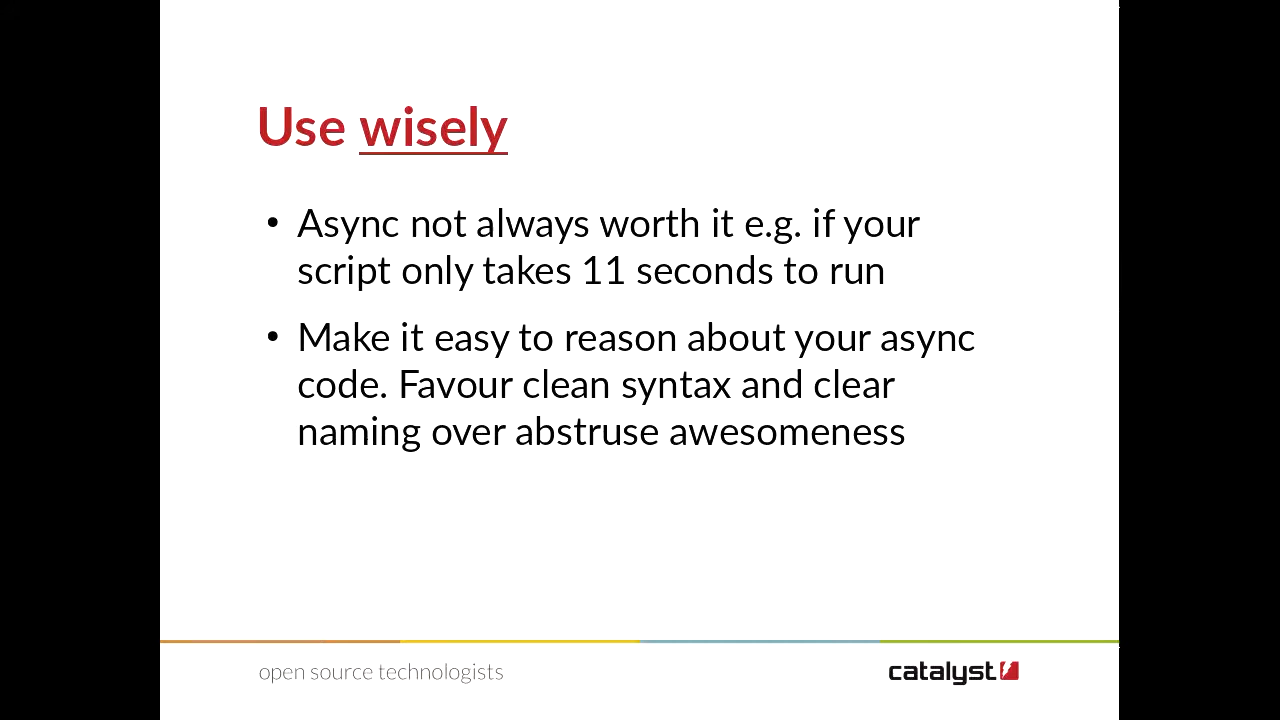 Use wisely
• Async not always worth it e.g. if your
script only takes 11 seconds to run
• Make it easy to reason about your async
code. Favour clean syntax and clear
naming over abstruse awesomeness
open source technologists
catalyst